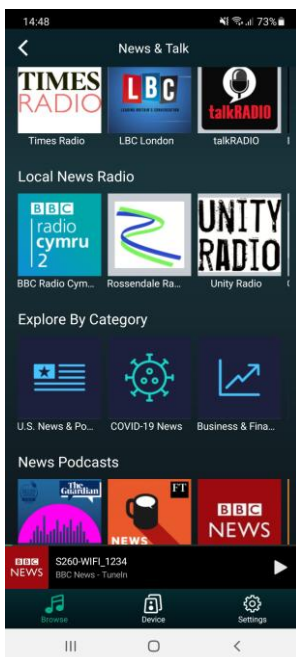 14:48
73%
News & Talk
TIMES
RADIO
LBC
LEADING BRITAIN'S CONVERSATION
talkRADIO
Times Radio
LBC London
talkRADIO
Local News Radio
BBC
radio
cymru
2
UNITY
RADIO
BBC Radio Cym...
Rossendale Ra...
Unity Radio
Explore By Category
U.S. News & Po...
COVID-19 News
Business & Fina...
News Podcasts
The
Guardian
FT
NEWS
BBC
NEWS
BBC
NEWS
S260-WIFI_1234
BBC News - TuneIn
Browse
Device
Settings